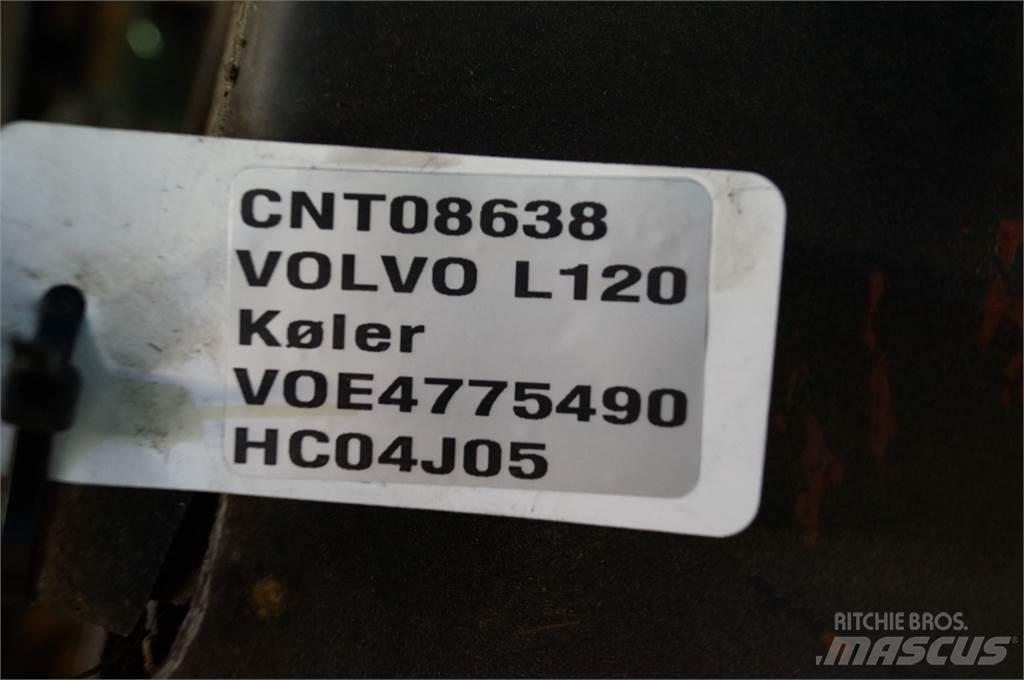 CNT08638
VOLVO L120
Køler
VOE4775490
HC04J05
RITCHIE BROS.
MASCUS